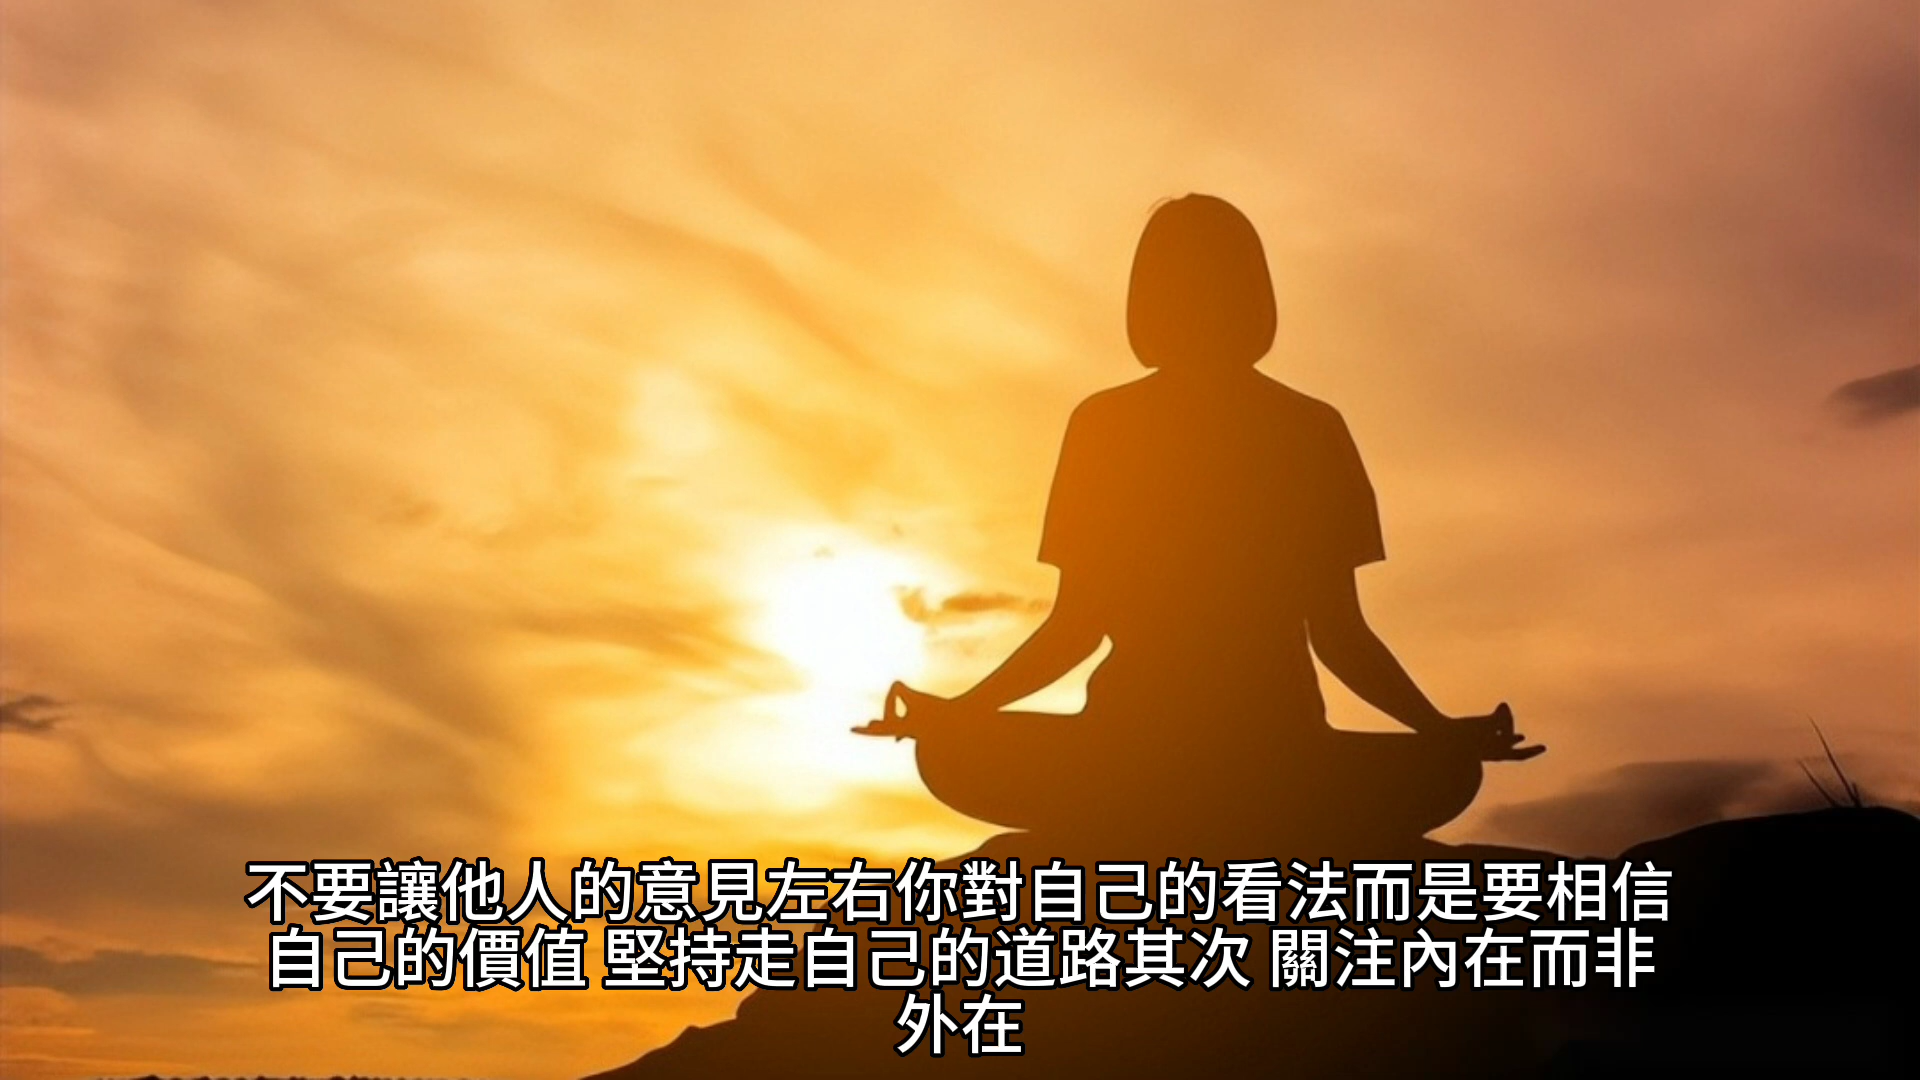 不要讓他人的意見左右你對自己的看法而是要相信
自己的價值 堅持走自己的道路其次 關注內在而非
外在